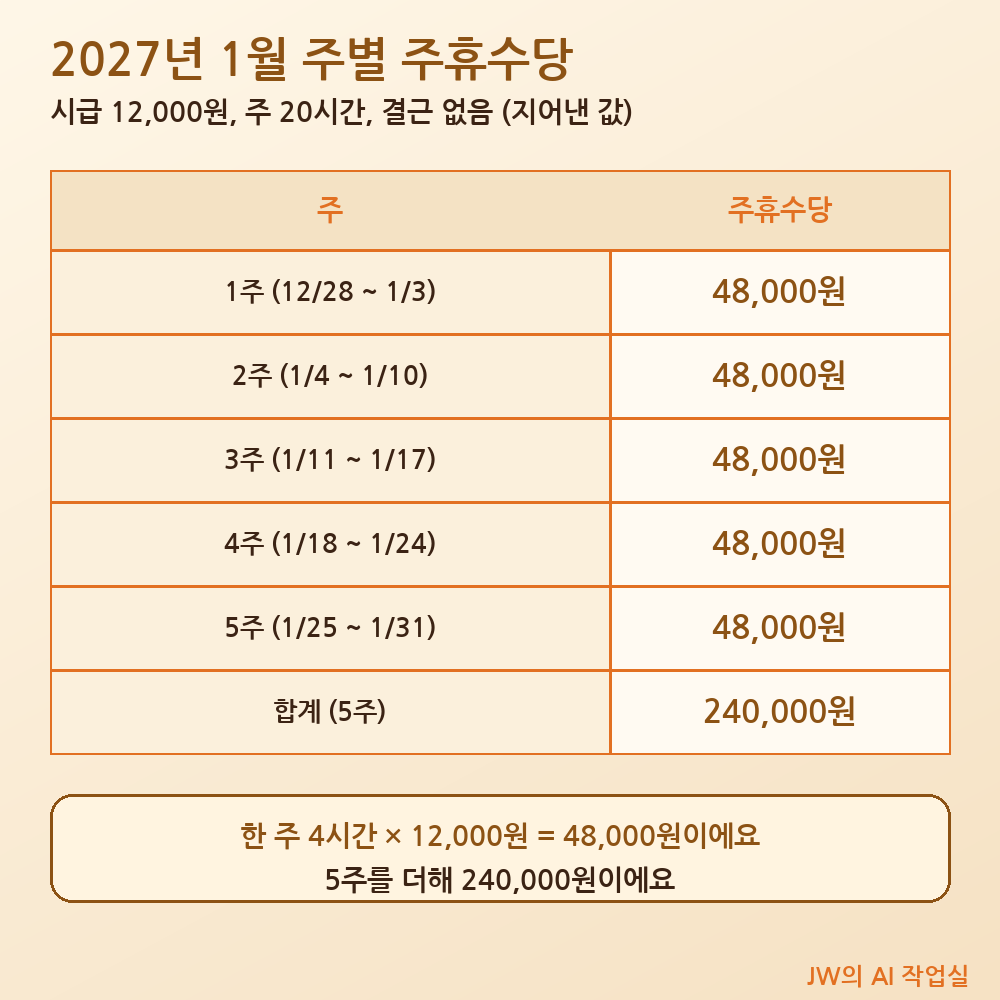 2027년 1월 주별 주휴수당
시급 12,000원, 주 20시간, 결근 없음 (지어낸 값)
주 주휴수당
1주 (12/28 ~ 1/3) 48,000원
2주 (1/4 ~ 1/10) 48,000원
3주 (1/11 ~ 1/17) 48,000원
4주 (1/18 ~ 1/24) 48,000원
5주 (1/25 ~ 1/31) 48,000원
합계 (5주) 240,000원
한 주 4시간 × 12,000원 = 48,000원이에요
5주를 더해 240,000원이에요
JW의 AI 작업실